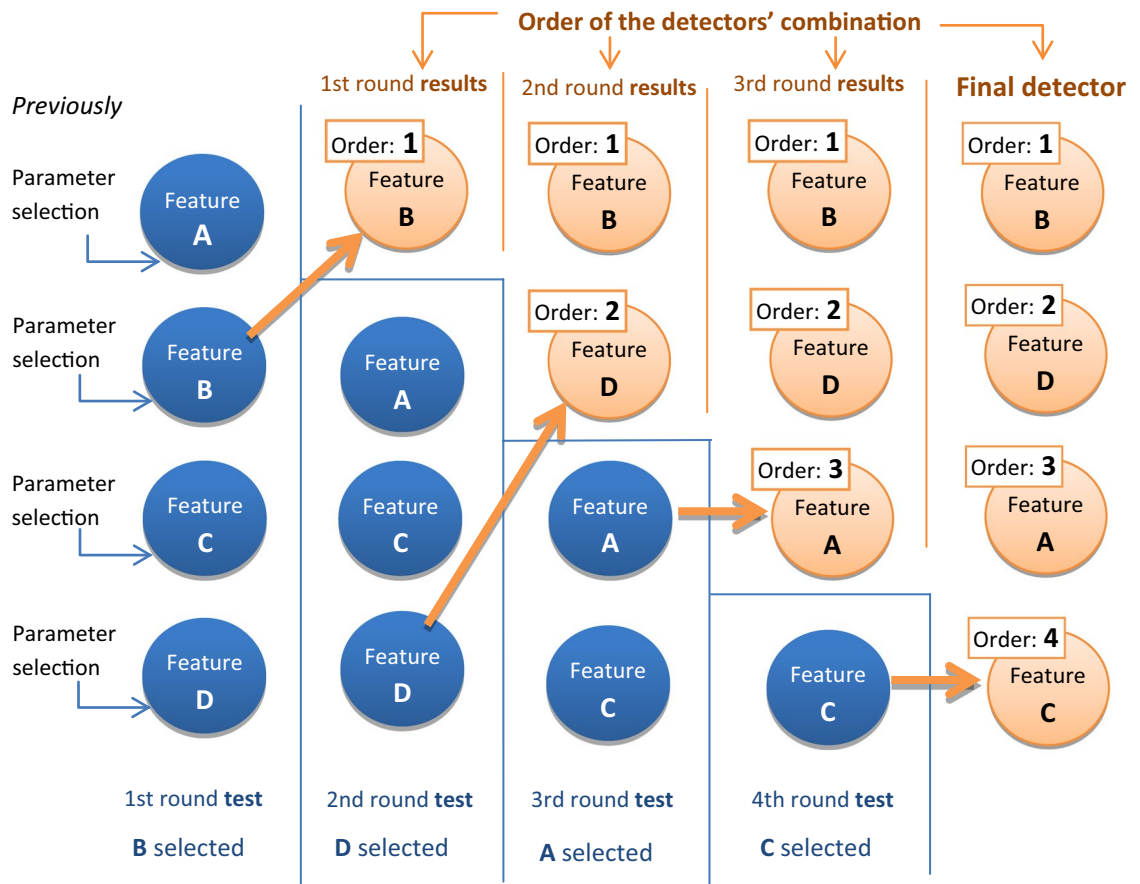 Order of the detectors' combination
1st round results
2nd round results
3rd round results
Final detector
Previously
Order: 1
Feature
B
Order: 1
Feature
B
Order: 1
Feature
B
Order: 1
Feature
B
Parameter
selection
Feature
A
Parameter
selection
Feature
B
Feature
A
Order: 2
Feature
D
Order: 2
Feature
D
Order: 2
Feature
D
Parameter
selection
Feature
C
Feature
C
Feature
A
Order: 3
Feature
A
Order: 3
Feature
A
Parameter
selection
Feature
D
Feature
D
Feature
C
Feature
C
Order: 4
Feature
C
1st round test
B selected
2nd round test
D selected
3rd round test
A selected
4th round test
C selected